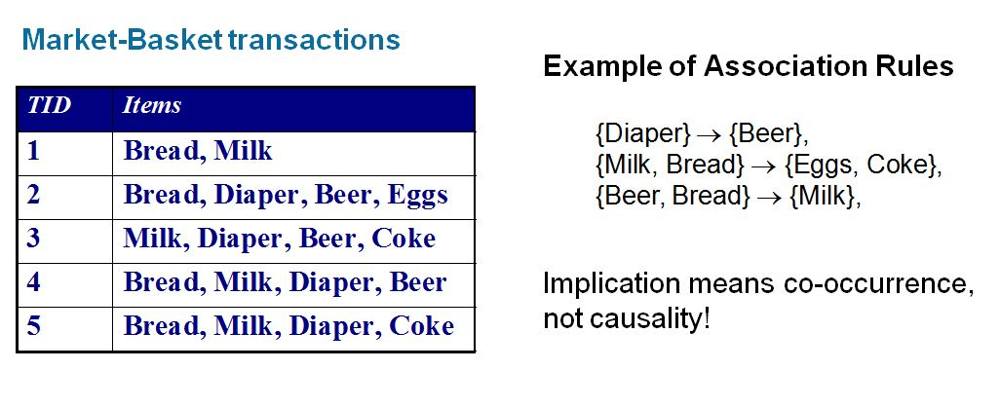 Market-Basket transactions
TID Items
1 Bread, Milk
2 Bread, Diaper, Beer, Eggs
3 Milk, Diaper, Beer, Coke
4 Bread, Milk, Diaper, Beer
5 Bread, Milk, Diaper, Coke
Example of Association Rules
{Diaper} → {Beer},
{Milk, Bread} → {Eggs, Coke},
{Beer, Bread} → {Milk},
Implication means co-occurrence,
not causality!